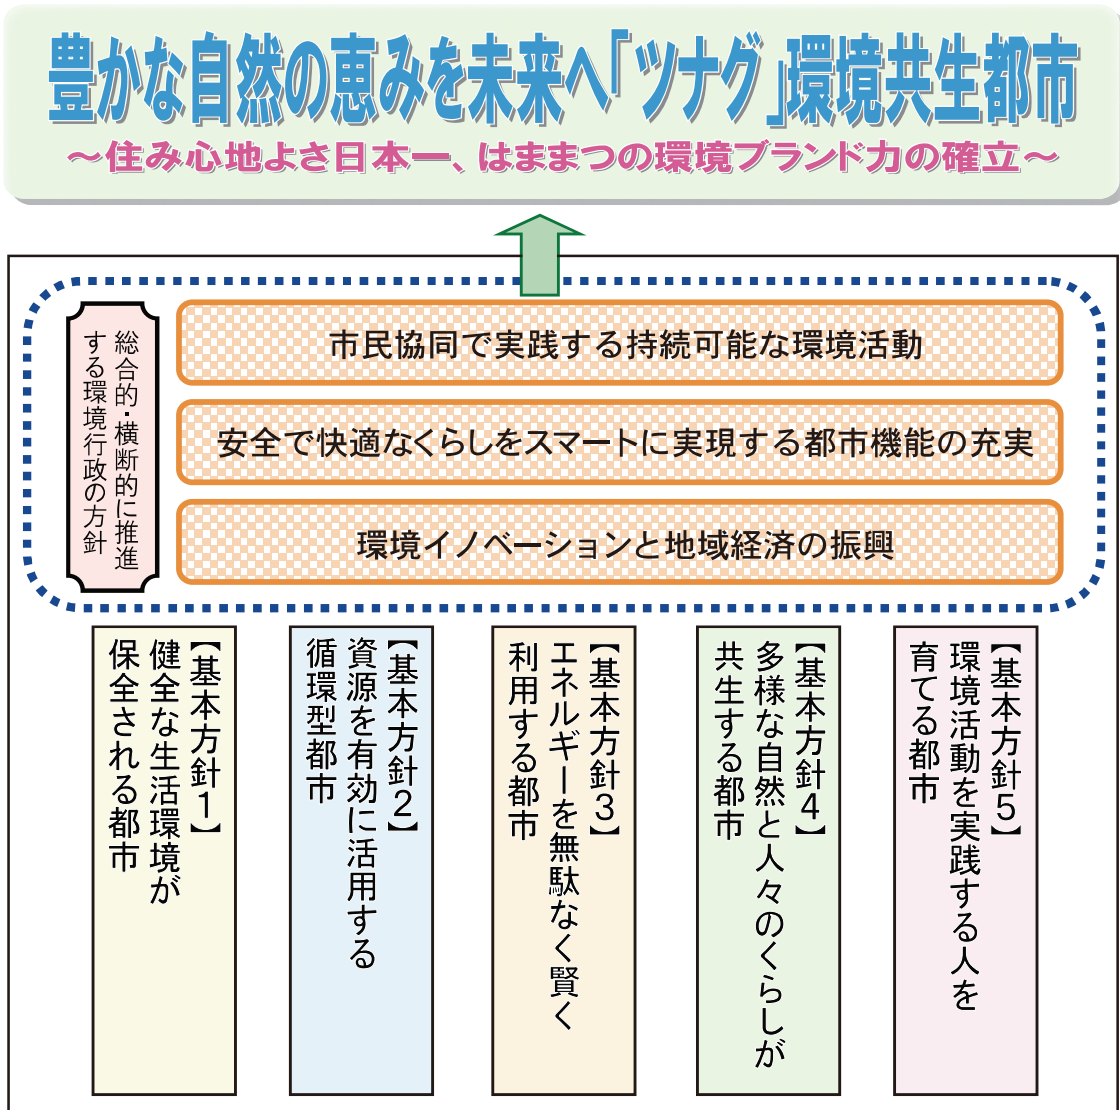 豊かな自然の恵みを未来へ「ツナグ」環境共生都市
～住み心地よさ日本一、はままつの環境ブランド力の確立～
総合的・横断的に推進
する環境行政の方針
市民協同で実践する持続可能な環境活動
安全で快適なくらしをスマートに実現する都市機能の充実
環境イノベーションと地域経済の振興
【基本方針1】
健全な生活環境が
保全される都市
【基本方針2】
資源を有効に活用する
循環型都市
【基本方針3】
エネルギーを無駄なく賢く
利用する都市
【基本方針4】
多様な自然と人々のくらしが
共生する都市
【基本方針5】
環境活動を実践する人を
育てる都市